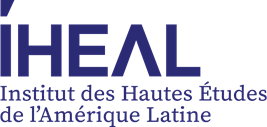 IHEAL
Institut des Hautes Études
de l'Amérique Latine